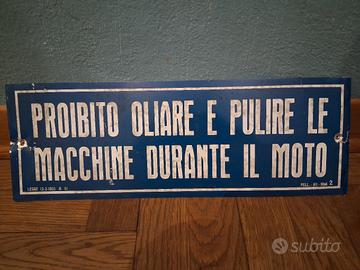 PROIBITO OLIARE E PULIRE LE
MACCHINE DURANTE IL MOTO
subito